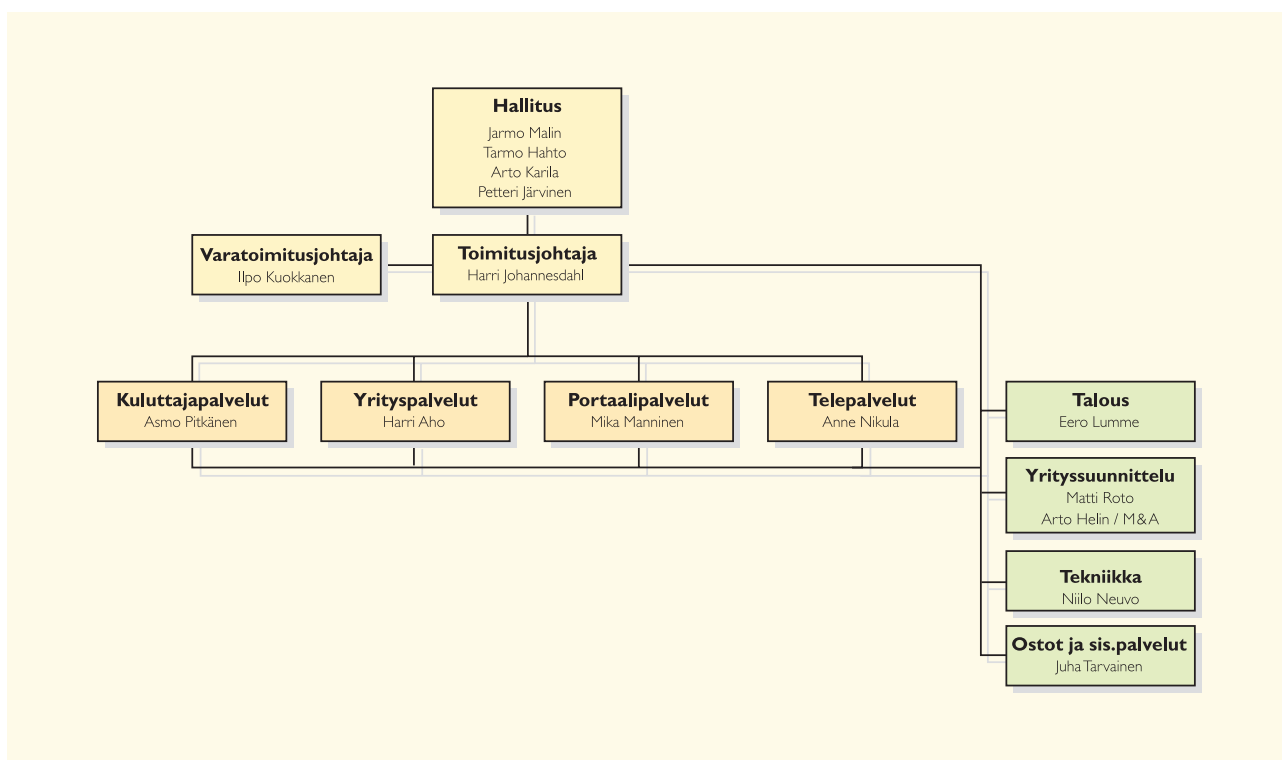 Hallitus
Jarmo Malin
Tarmo Hahto
Arto Karila
Petteri Järvinen
Varatoimitusjohtaja
Ilpo Kuokkanen
Toimitusjohtaja
Harri Johannesdahl
Kuluttajapalvelut
Asmo Pitkänen
Yrityspalvelut
Harri Aho
Portaalipalvelut
Mika Manninen
Telepalvelut
Anne Nikula
Talous
Eero Lumme
Yrityssuunnittelu
Matti Roto
Arto Helin / M&A
Tekniikka
Niilo Neuvo
Ostot ja sis.palvelut
Juha Tarvainen